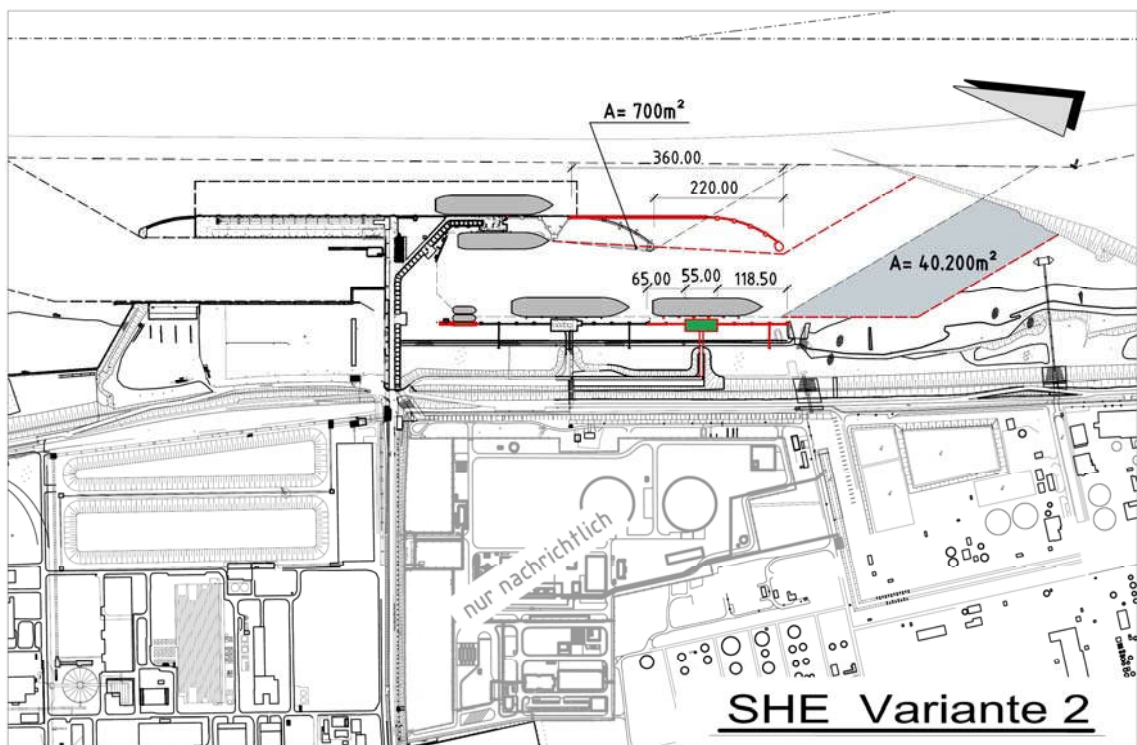 A= 700m²
360.00
220.00
A= 40.200m²
65.00
55.00
118.50
nur nachrichtlich
SHE Variante 2